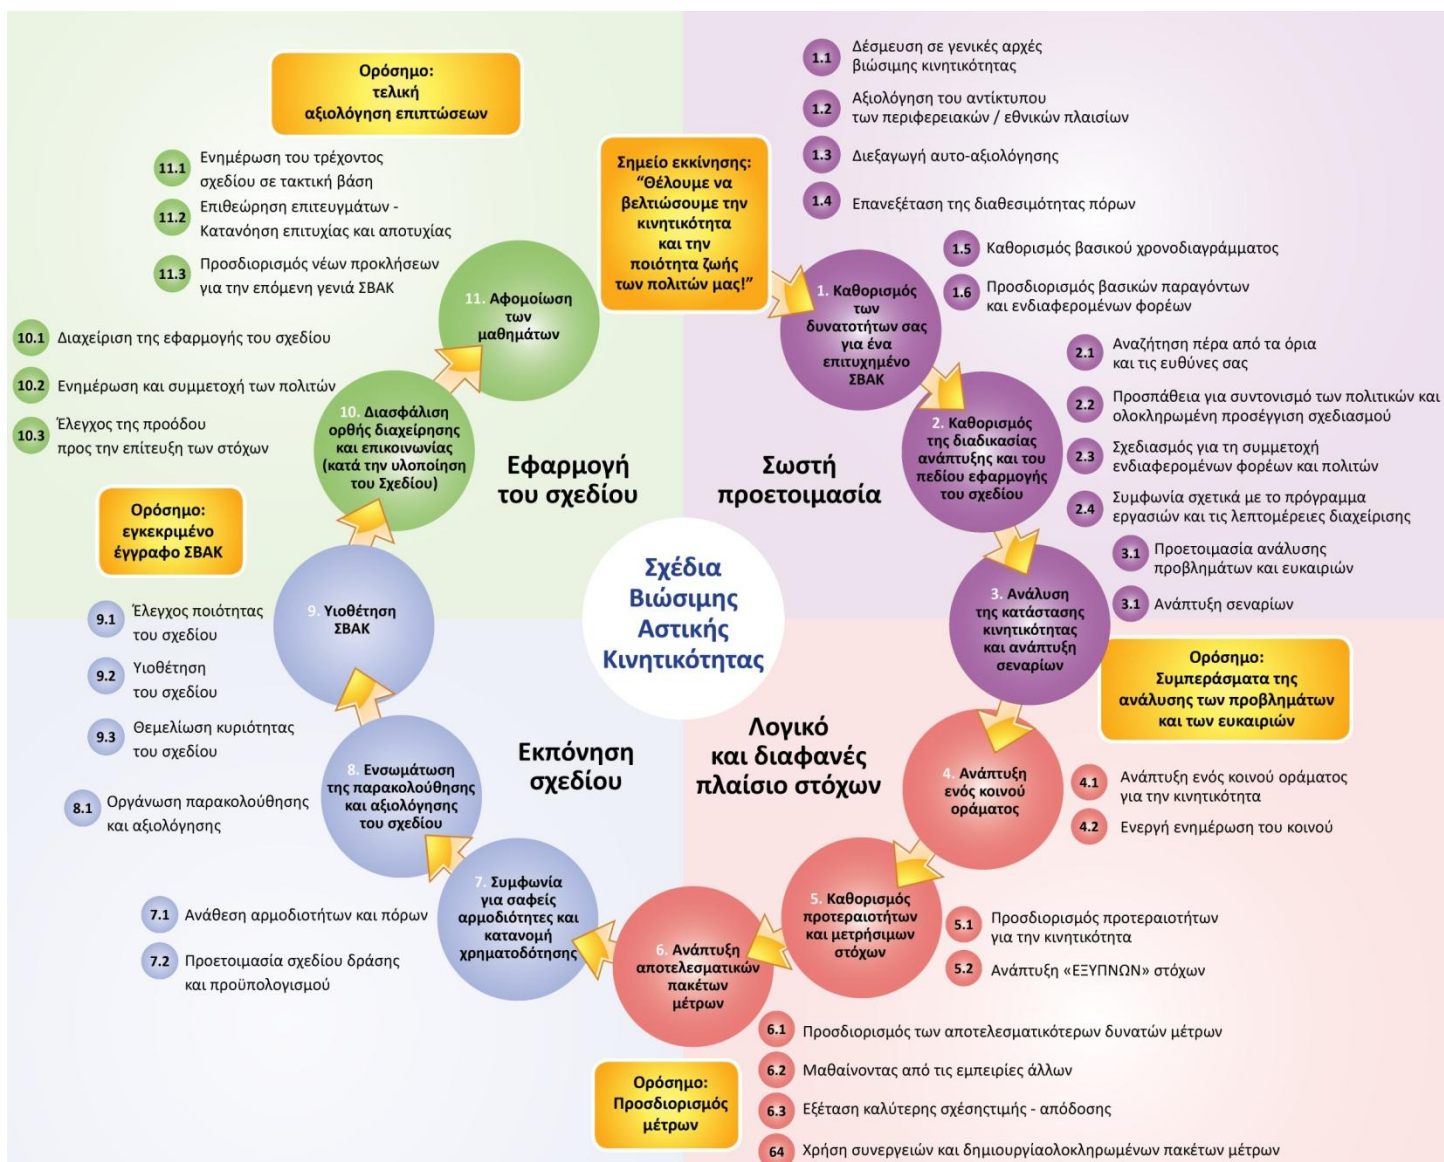 Ορόσημο:
τελική
αξιολόγηση επιπτώσεων
11.1 Ενημέρωση του τρέχοντος
σχεδίου σε τακτική βάση
11.2 Επιθεώρηση επιτευγμάτων -
Κατανόηση επιτυχίας και αποτυχίας
11.3 Προσδιορισμός νέων προκλήσεων
για την επόμενη γενιά ΣΒΑΚ
11. Αφομοίωση
των
μαθημάτων
10.1 Διαχείριση της εφαρμογής του σχεδίου
10.2 Ενημέρωση και συμμετοχή των πολιτών
10.3 Έλεγχος της προόδου
προς την επίτευξη των στόχων
10. Διασφάλιση
ορθής διαχείρησης
και επικοινωνίας
(κατά την υλοποίηση
του Σχεδίου)
Εφαρμογή
του σχεδίου
Σημείο εκκίνησης:
“Θέλουμε να
βελτιώσουμε την
κινητικότητα
και την
ποιότητα ζωής
των πολιτών μας!”
1.1 Δέσμευση σε γενικές αρχές
βιώσιμης κινητικότητας
1.2 Αξιολόγηση του αντίκτυπου
των περιφερειακών / εθνικών πλαισίων
1.3 Διεξαγωγή αυτο-αξιολόγησης
1.4 Επανεξέταση της διαθεσιμότητας πόρων
1.5 Καθορισμός βασικού χρονοδιαγράμματος
1.6 Προσδιορισμός βασικών παραγόντων
και ενδιαφερομένων φορέων
1. Καθορισμός
των
δυνατοτήτων σας
για ένα
επιτυχημένο
ΣΒΑΚ
2.1 Αναζήτηση πέρα από τα όρια
και τις ευθύνες σας
2.2 Προσπάθεια για συντονισμό των πολιτικών και
ολοκληρωμένη προσέγγιση σχεδιασμού
2.3 Σχεδιασμός για τη συμμετοχή
ενδιαφερομένων φορέων και πολιτών
2.4 Συμφωνία σχετικά με το πρόγραμμα
εργασιών και τις λεπτομέρειες διαχείρισης
2. Καθορισμός
της διαδικασίας
ανάπτυξης και του
πεδίου εφαρμογής
του σχεδίου
Σωστή
προετοιμασία
3.1 Προετοιμασία ανάλυσης
προβλημάτων και ευκαιριών
3.1 Ανάπτυξη σεναρίων
3. Ανάλυση
της κατάστασης
κινητικότητας
και ανάπτυξη
σεναρίων
Ορόσημο:
Συμπεράσματα της
ανάλυσης των προβλημάτων
και των ευκαιριών
Σχέδια
Βιώσιμης
Αστικής
Κινητικότητας
Ορόσημο:
εγκεκριμένο
έγγραφο ΣΒΑΚ
9.1 Έλεγχος ποιότητας
του σχεδίου
9.2 Υιοθέτηση
του σχεδίου
9.3 Θεμελίωση κυριότητας
του σχεδίου
9. Υιοθέτηση
ΣΒΑΚ
8.1 Οργάνωση παρακολούθησης
και αξιολόγησης
8. Ενσωμάτωση
της παρακολούθησης
και αξιολόγησης
του σχεδίου
Εκπόνηση
σχεδίου
7.1 Ανάθεση αρμοδιοτήτων και πόρων
7.2 Προετοιμασία σχεδίου δράσης
και προϋπολογισμού
7. Συμφωνία
για σαφείς
αρμοδιότητες και
κατανομή
χρηματοδότησης
Λογικό
και διαφανές
πλαίσιο στόχων
4. Ανάπτυξη
ενός κοινού
οράματος
4.1 Ανάπτυξη ενός κοινού οράματος
για την κινητικότητα
4.2 Ενεργή ενημέρωση του κοινού
5. Καθορισμός
προτεραιοτήτων
και μετρήσιμων
στόχων
5.1 Προσδιορισμός προτεραιοτήτων
για την κινητικότητα
5.2 Ανάπτυξη «ΕΞΥΠΝΩΝ» στόχων
6. Ανάπτυξη
αποτελεσματικών
πακέτων
μέτρων
Ορόσημο:
Προσδιορισμός
μέτρων
6.1 Προσδιορισμός των αποτελεσματικότερων δυνατών μέτρων
6.2 Μαθαίνοντας από τις εμπειρίες άλλων
6.3 Εξέταση καλύτερης σχέσηςτιμής - απόδοσης
64 Χρήση συνεργειών και δημιουργίαολοκληρωμένων πακέτων μέτρων